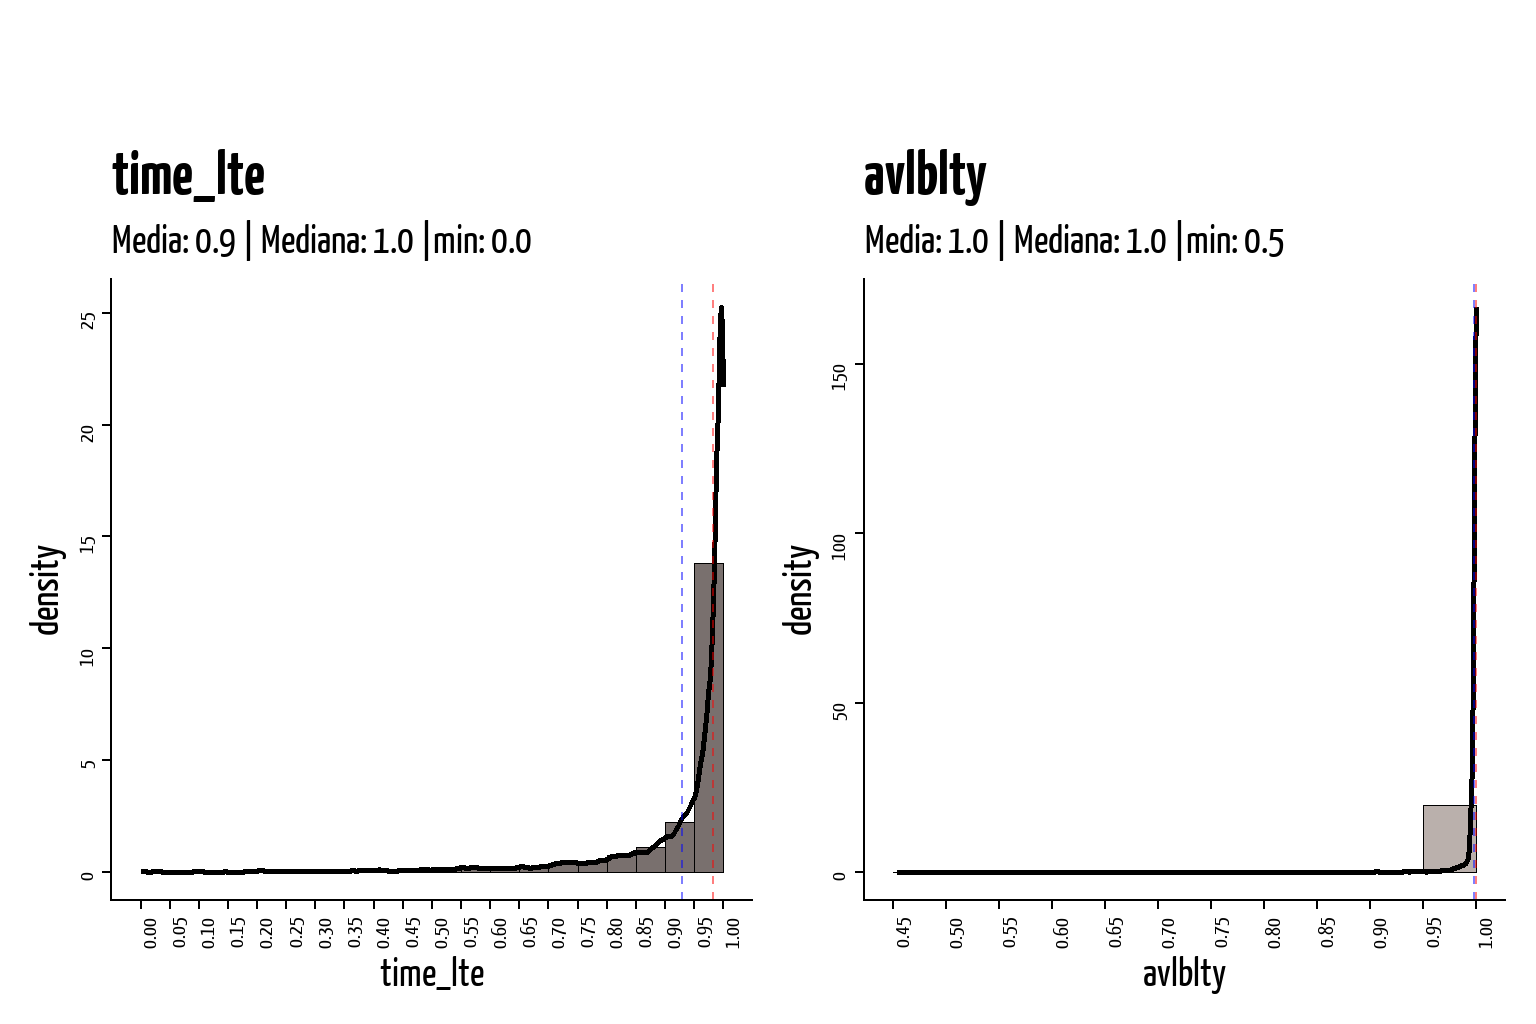 time_lte
Media: 0.9 | Mediana: 1.0 |min: 0.0
density
25
20
15
10
5
0
0.00 0.05 0.10 0.15 0.20 0.25 0.30 0.35 0.40 0.45 0.50 0.55 0.60 0.65 0.70 0.75 0.80 0.85 0.90 0.95 1.00
time_lte
avlblty
Media: 1.0 | Mediana: 1.0 |min: 0.5
density
150
100
50
0
0.45 0.50 0.55 0.60 0.65 0.70 0.75 0.80 0.85 0.90 0.95 1.00
avlblty